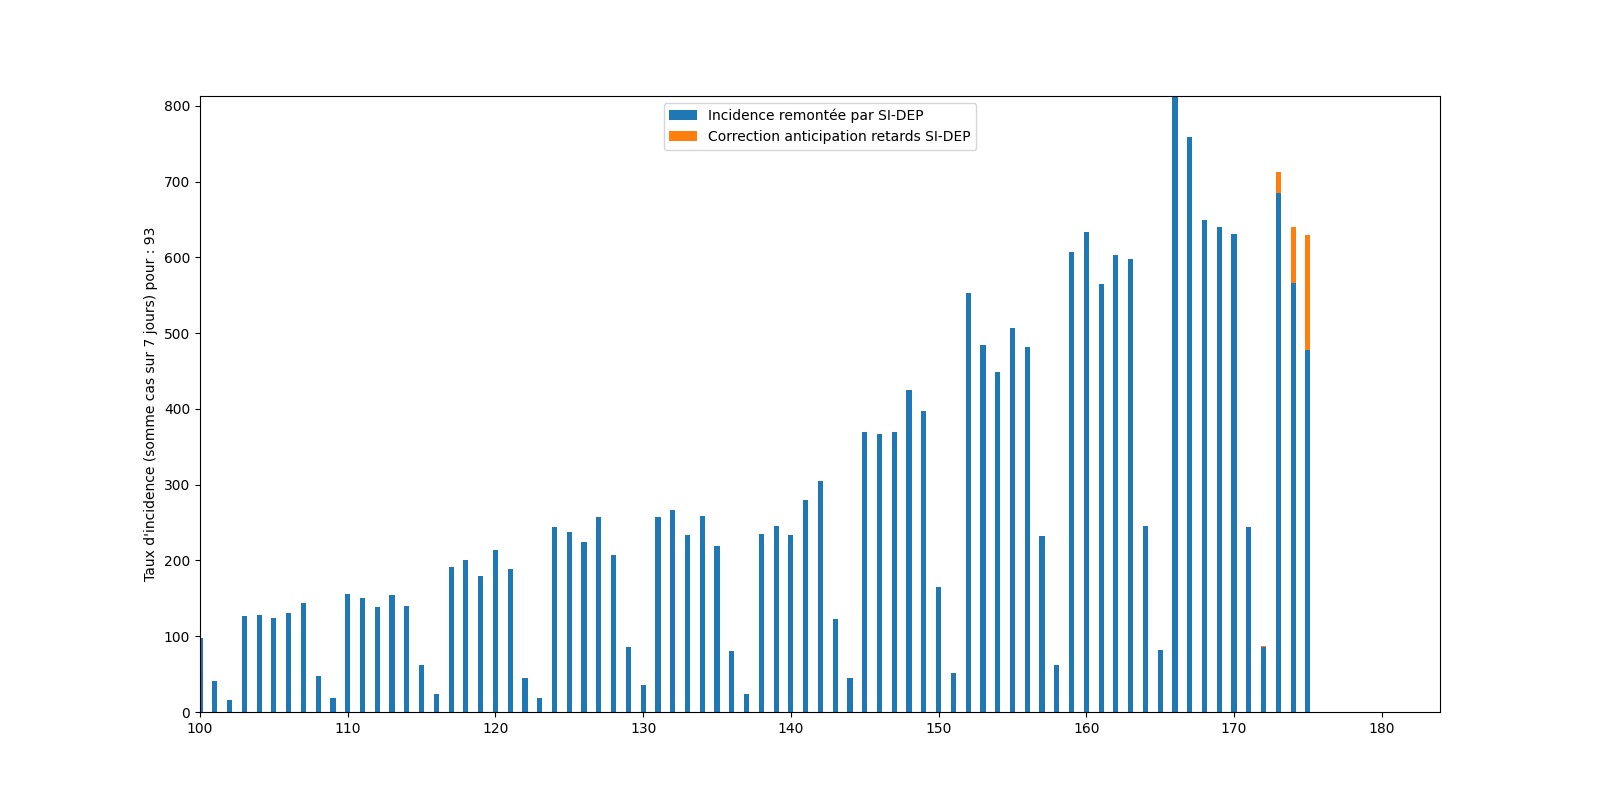 Incidence remontée par SI-DEP
Correction anticipation retards SI-DEP
Taux d'incidence (somme cas sur 7 jours) pour : 93
800
700
600
500
400
300
200
100
0
100 110 120 130 140 150 160 170 180